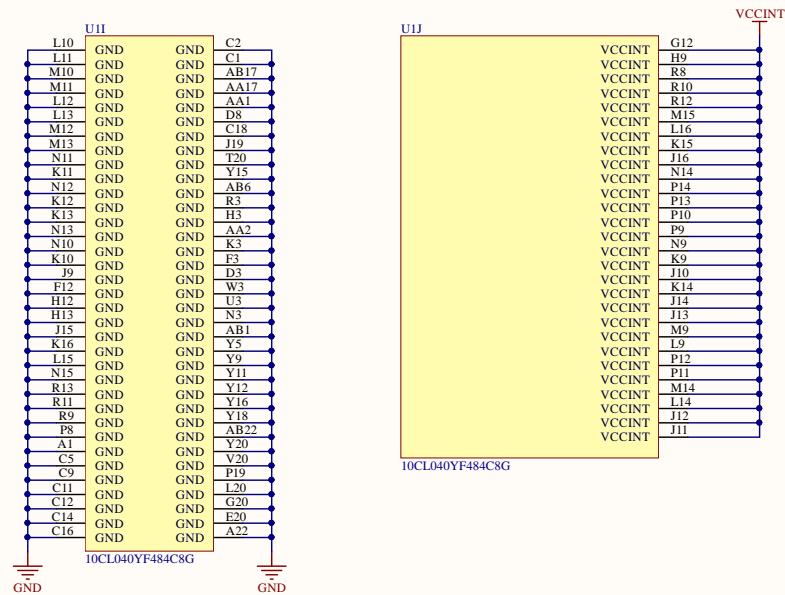 U1I
L10 GND GND C2
L11 GND GND C1
M10 GND GND AB17
M11 GND GND AA17
L12 GND GND AA1
L13 GND GND D8
M12 GND GND C18
M13 GND GND J19
N11 GND GND T20
K11 GND GND Y15
N12 GND GND AB6
K12 GND GND R3
K13 GND GND H3
N13 GND GND AA2
N10 GND GND K3
K10 GND GND F3
J9 GND GND D3
F12 GND GND W3
H12 GND GND U3
H13 GND GND N3
J15 GND GND AB1
K16 GND GND Y5
L15 GND GND Y9
N15 GND GND Y11
R13 GND GND Y12
R11 GND GND Y16
R9 GND GND Y18
P8 GND GND AB22
A1 GND GND Y20
C5 GND GND V20
C9 GND GND P19
C11 GND GND L20
C12 GND GND G20
C14 GND GND E20
C16 GND GND A22
10CL040YF484C8G
GND GND
VCCINT
U1J
VCCINT G12
VCCINT H9
VCCINT R8
VCCINT R10
VCCINT R12
VCCINT M15
VCCINT L16
VCCINT K15
VCCINT J16
VCCINT N14
VCCINT P14
VCCINT P13
VCCINT P10
VCCINT P9
VCCINT N9
VCCINT K9
VCCINT J10
VCCINT K14
VCCINT J14
VCCINT J13
VCCINT M9
VCCINT L9
VCCINT P12
VCCINT P11
VCCINT M14
VCCINT L14
VCCINT J12
VCCINT J11
10CL040YF484C8G